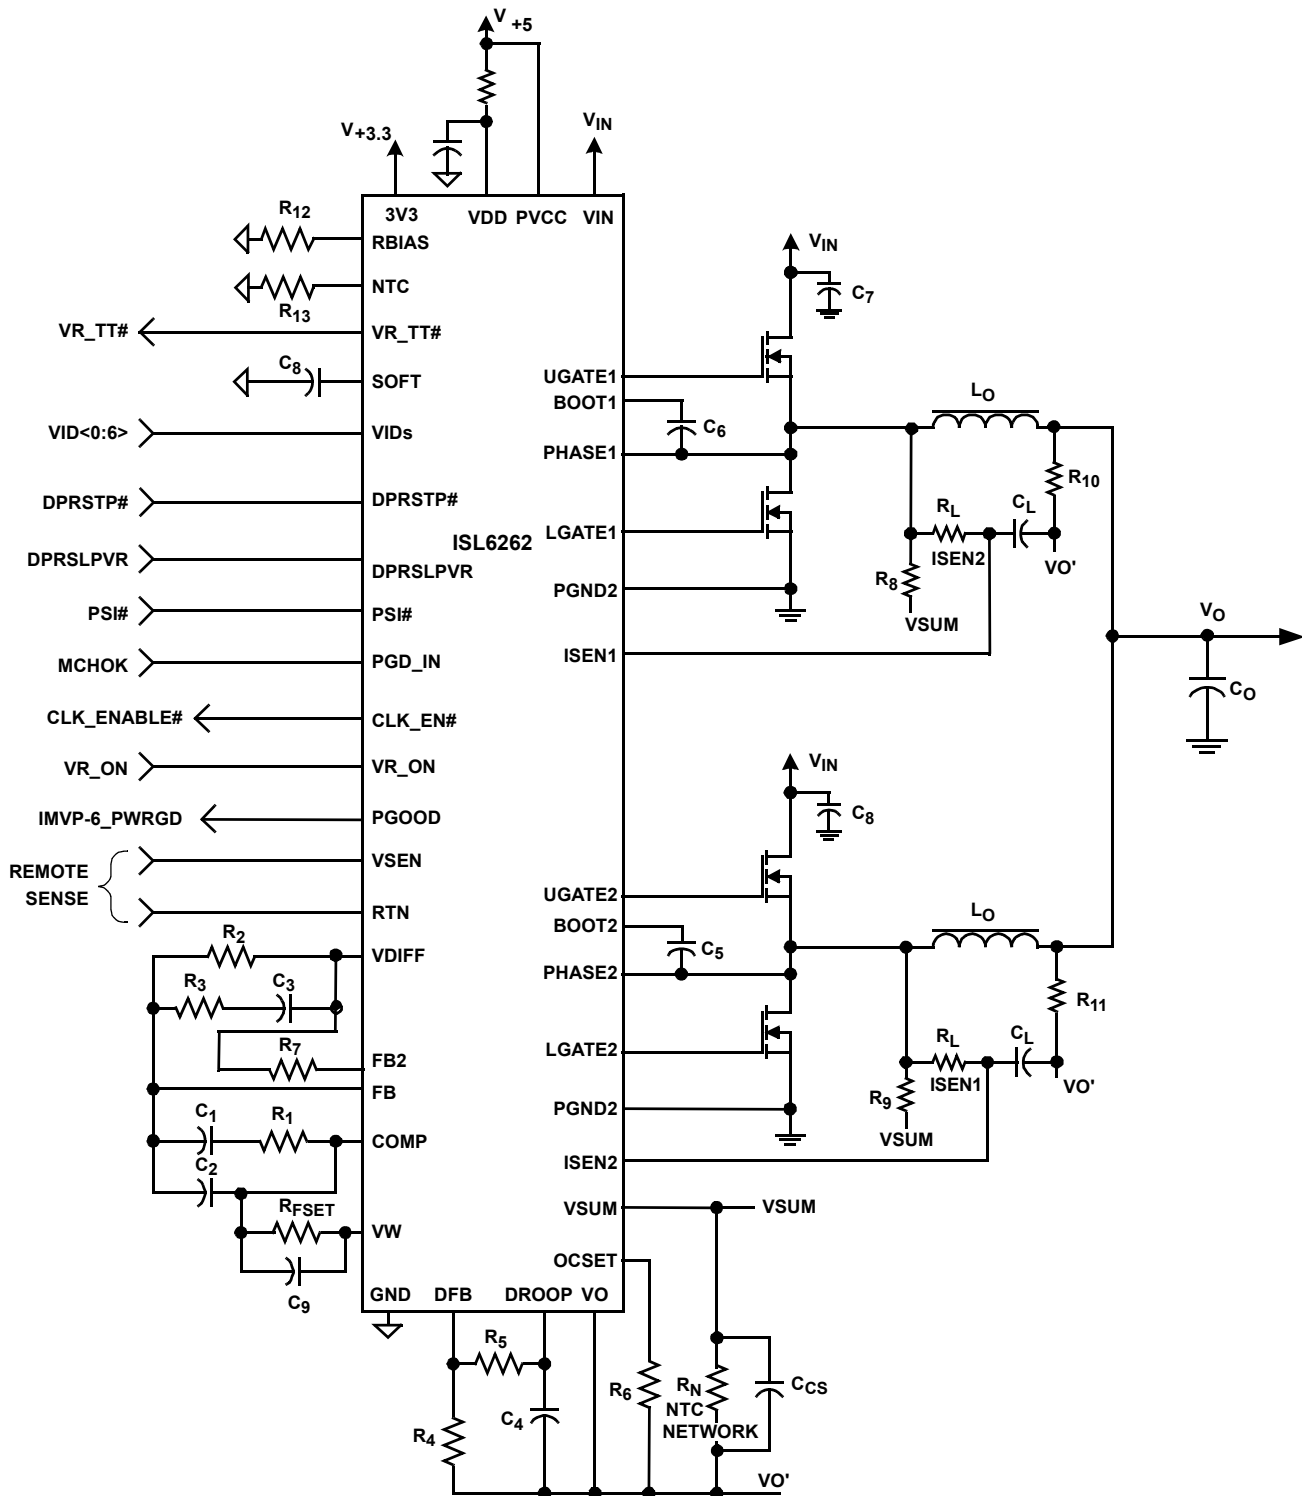 V+5
V+3.3
VIN
3V3
VDD
PVCC
VIN
R12
RBIAS
NTC
R13
VR_TT#
VR_TT#
C8
SOFT
VID<0:6>
VIDs
DPRSTP#
DPRSTP#
ISL6262
DPRSLPVR
DPRSLPVR
PSI#
PSI#
MCHOK
PGD_IN
CLK_ENABLE#
CLK_EN#
VR_ON
VR_ON
IMVP-6_PWRGD
PGOOD
REMOTE
SENSE
VSEN
RTN
R2
VDIFF
R3
C3
R7
FB2
FB
C1
R1
COMP
C2
RFSET
VW
C9
GND
DFB
DROOP
VO
R5
R4
C4
VIN
C7
UGATE1
BOOT1
C6
PHASE1
LGATE1
PGND2
ISEN1
LO
R10
RL
CL
ISEN2
VO'
R8
VSUM
VO
CO
VIN
C8
UGATE2
BOOT2
C5
PHASE2
LGATE2
PGND2
ISEN2
LO
R11
RL
CL
ISEN1
VO'
R9
VSUM
VSUM
VSUM
OCSET
R6
RN
NTC
NETWORK
CCS
VO'